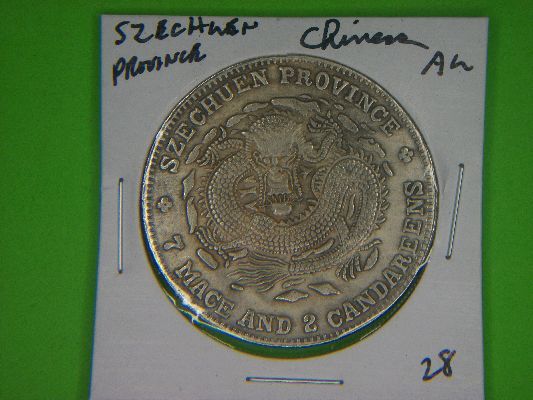 SZECHUEN Chinese
PROVINCE AU
SZECHUEN PROVINCE
7 MACE AND 2 CANDAREENS
28